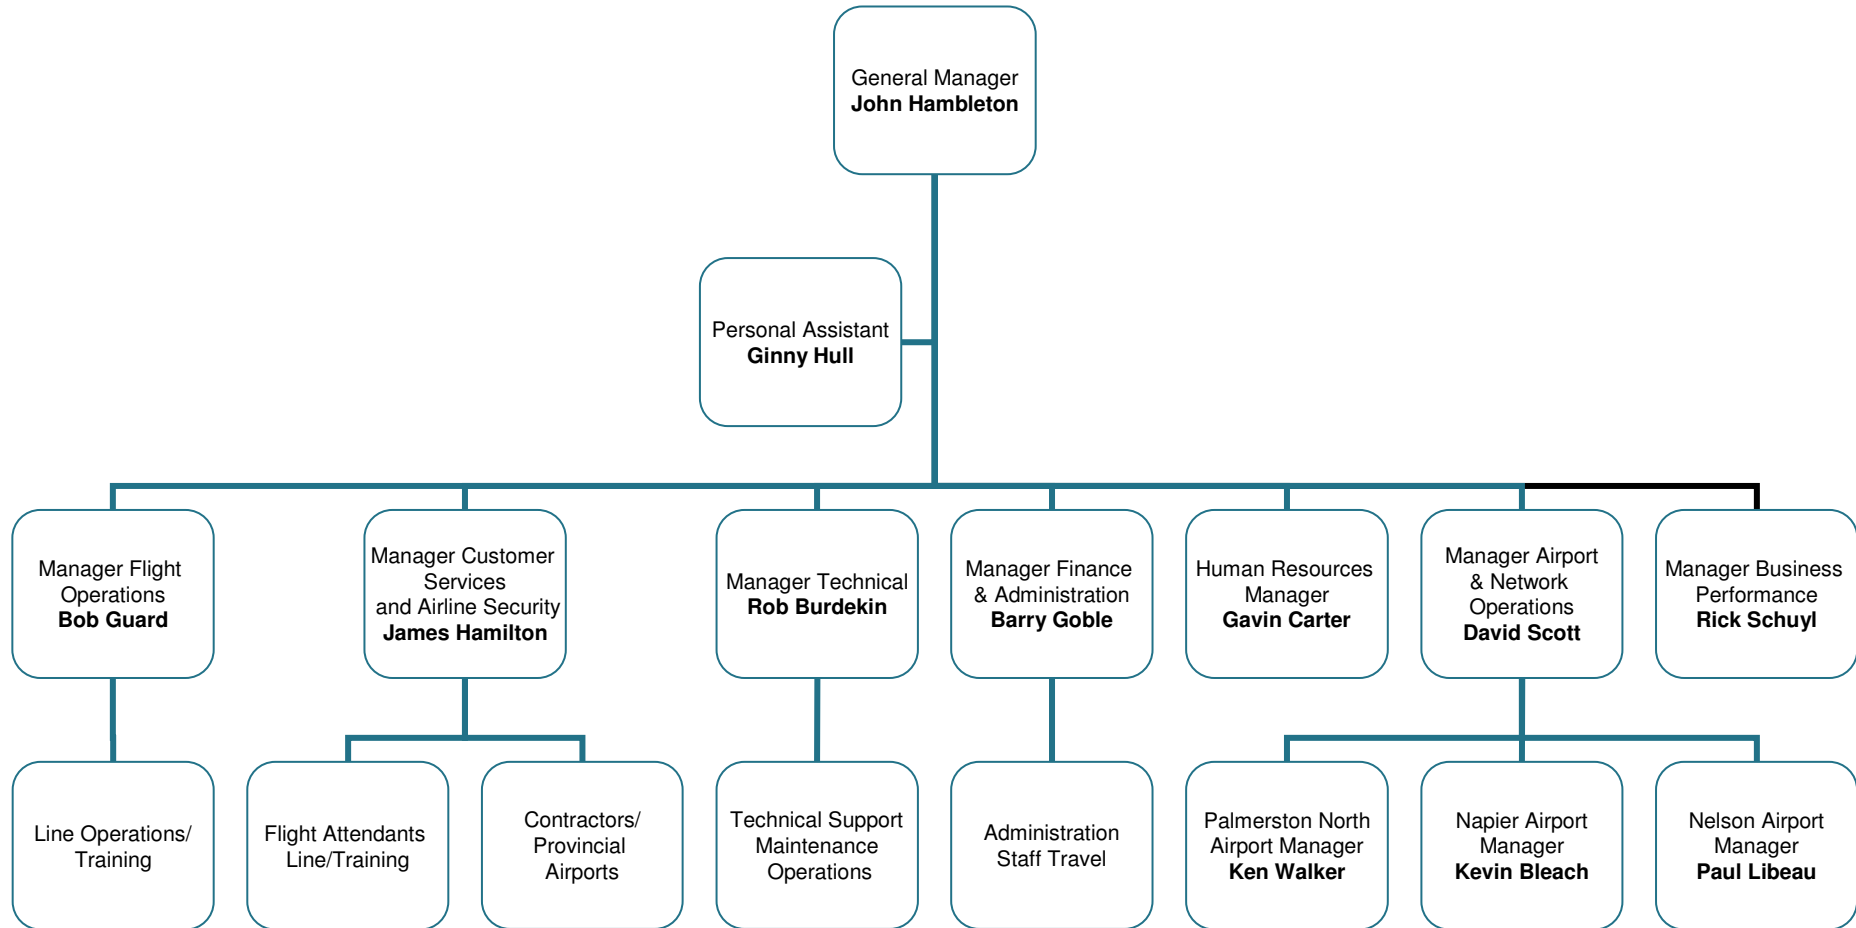 General Manager
John Hambleton
Personal Assistant
Ginny Hull
Manager Flight
Operations
Bob Guard
Manager Customer
Services
and Airline Security
James Hamilton
Manager Technical
Rob Burdekin
Manager Finance
& Administration
Barry Goble
Human Resources
Manager
Gavin Carter
Manager Airport
& Network
Operations
David Scott
Manager Business
Performance
Rick Schuyl
Line Operations/
Training
Flight Attendants
Line/Training
Contractors/
Provincial
Airports
Technical Support
Maintenance
Operations
Administration
Staff Travel
Palmerston North
Airport Manager
Ken Walker
Napier Airport
Manager
Kevin Bleach
Nelson Airport
Manager
Paul Libeau